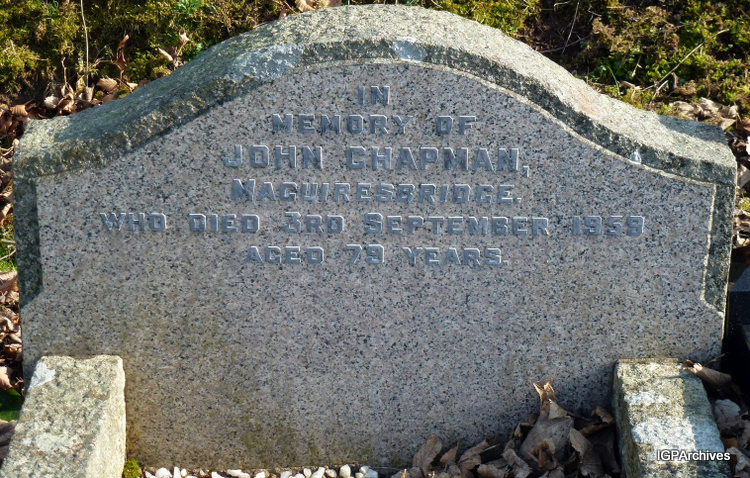 IN
MEMORY OF
JOHN CHAPMAN,
MAGUIRESBRIDGE.
WHO DIED 3RD SEPTEMBER 1959
AGED 79 YEARS.
IGPArchives